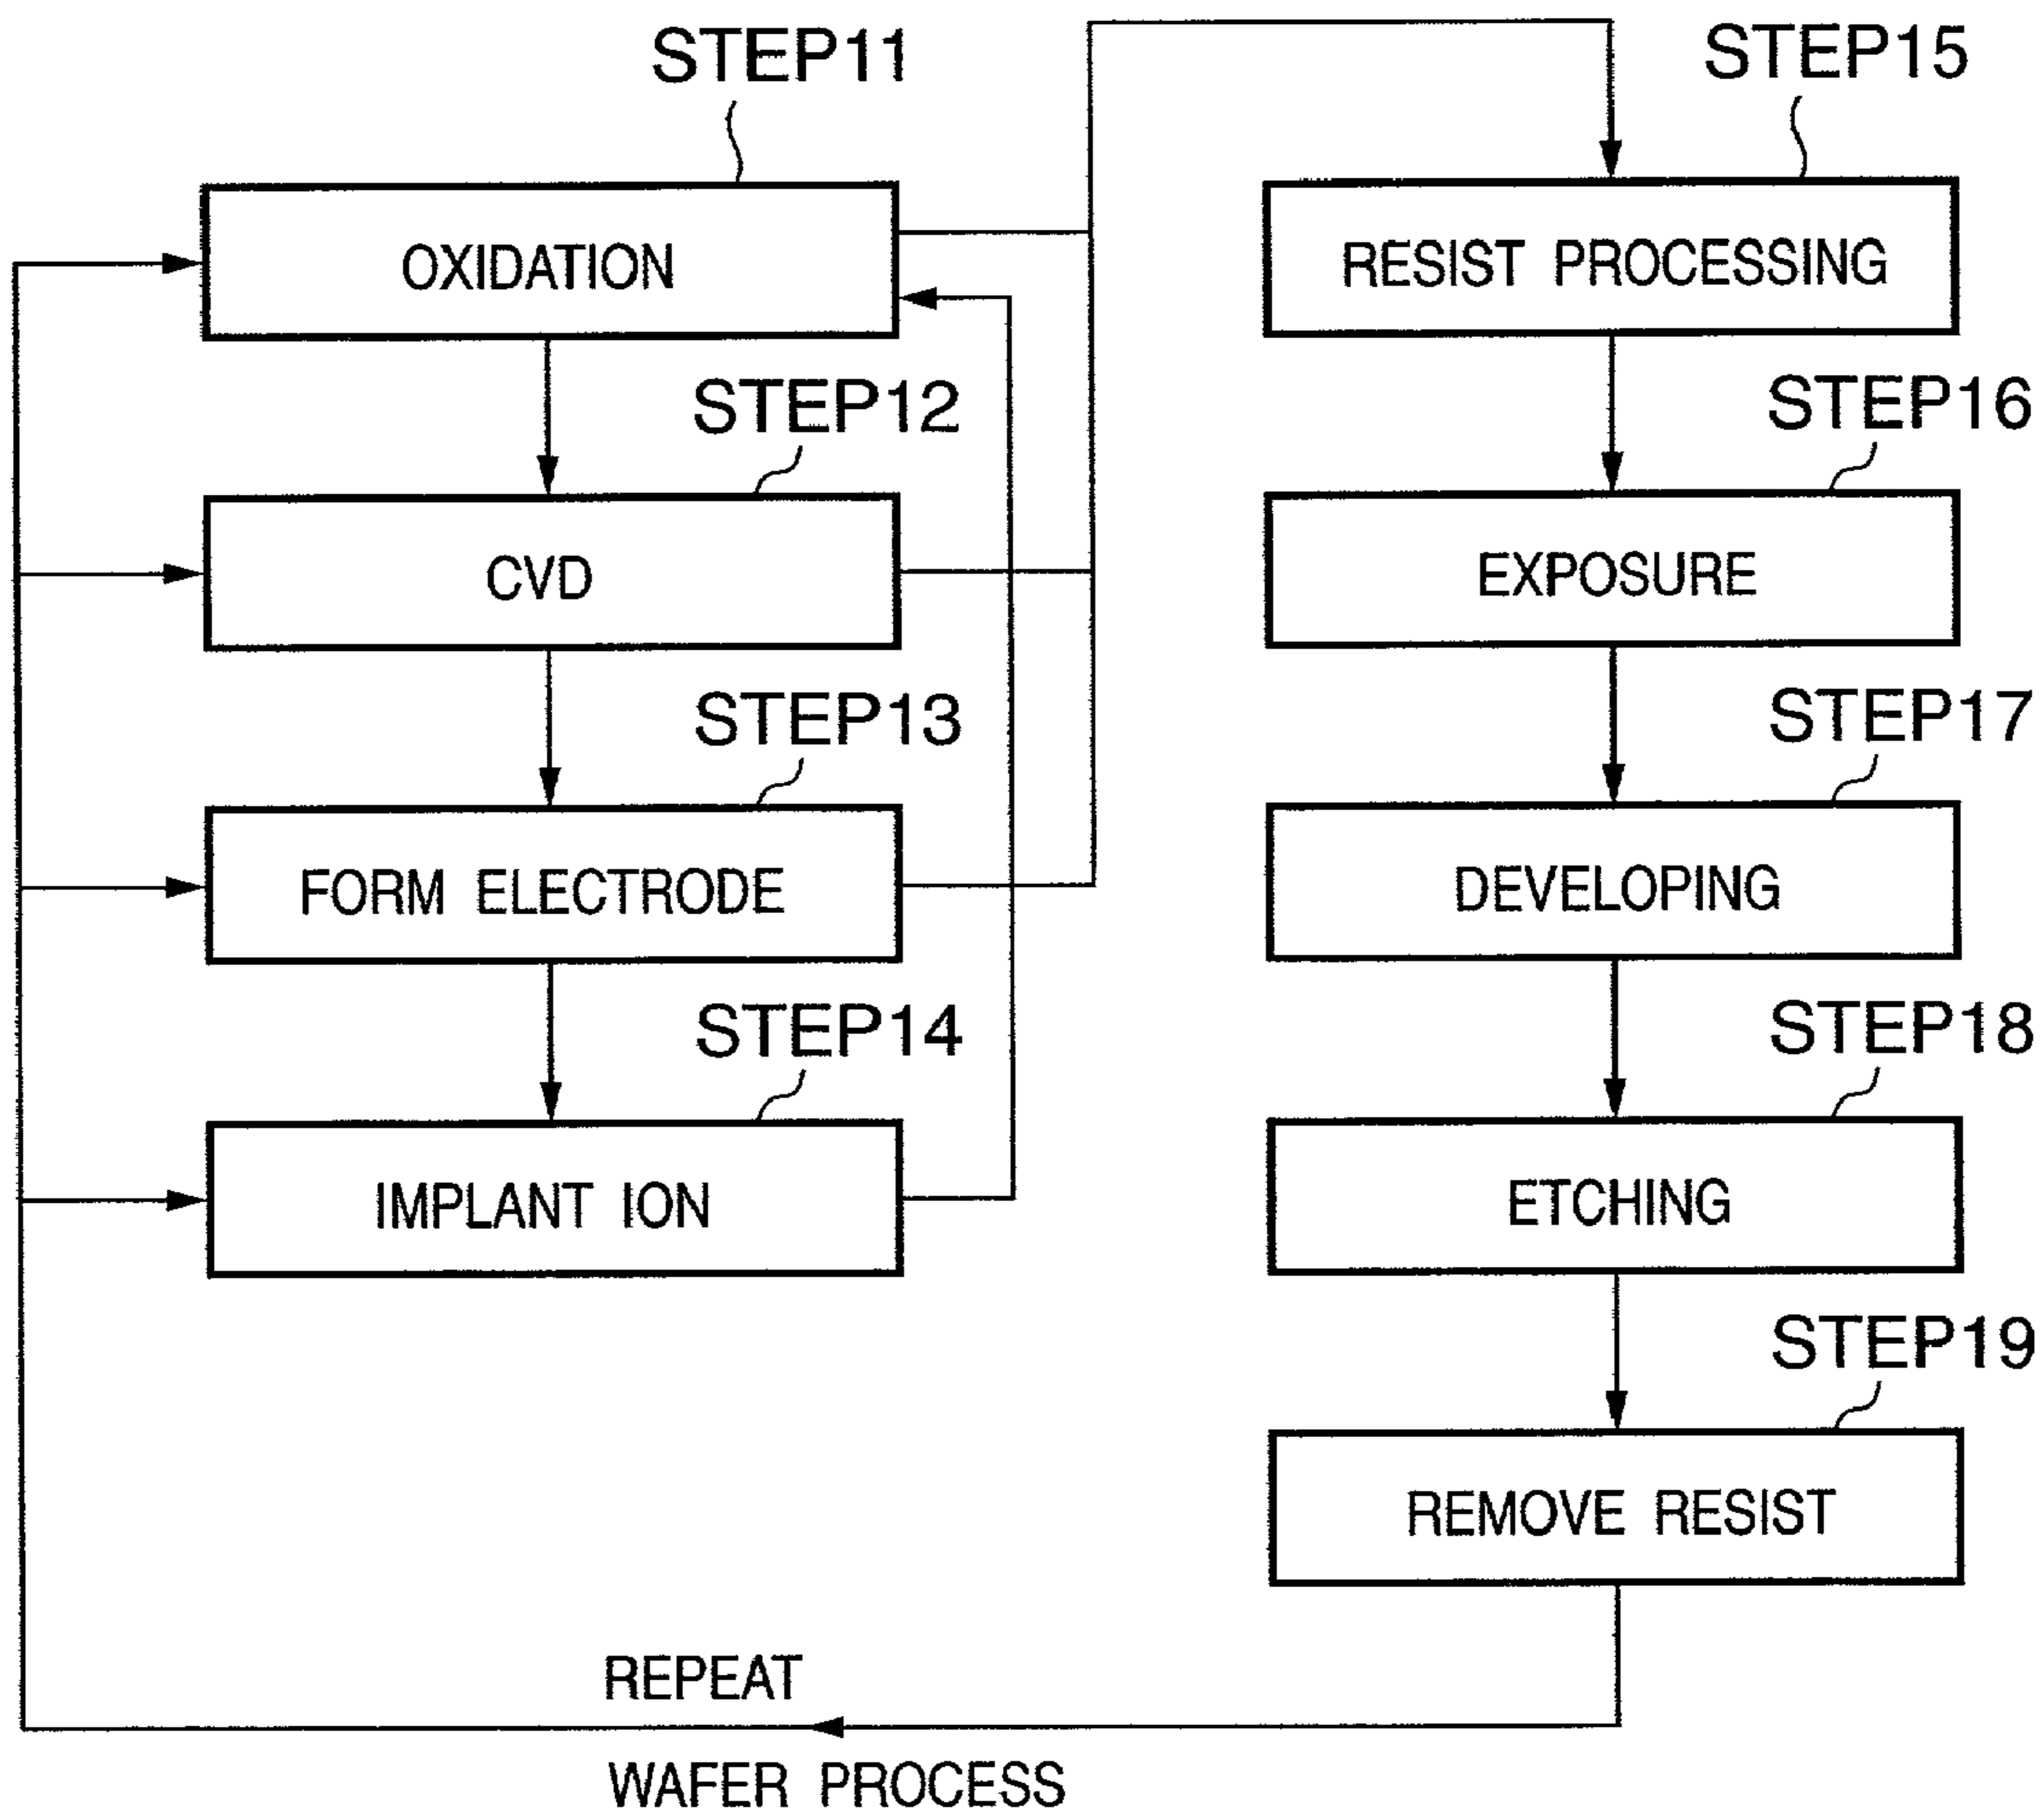 STEP11
OXIDATION
STEP12
CVD
STEP13
FORM ELECTRODE
STEP14
IMPLANT ION
STEP15
RESIST PROCESSING
STEP16
EXPOSURE
STEP17
DEVELOPING
STEP18
ETCHING
STEP19
REMOVE RESIST
REPEAT
WAFER PROCESS